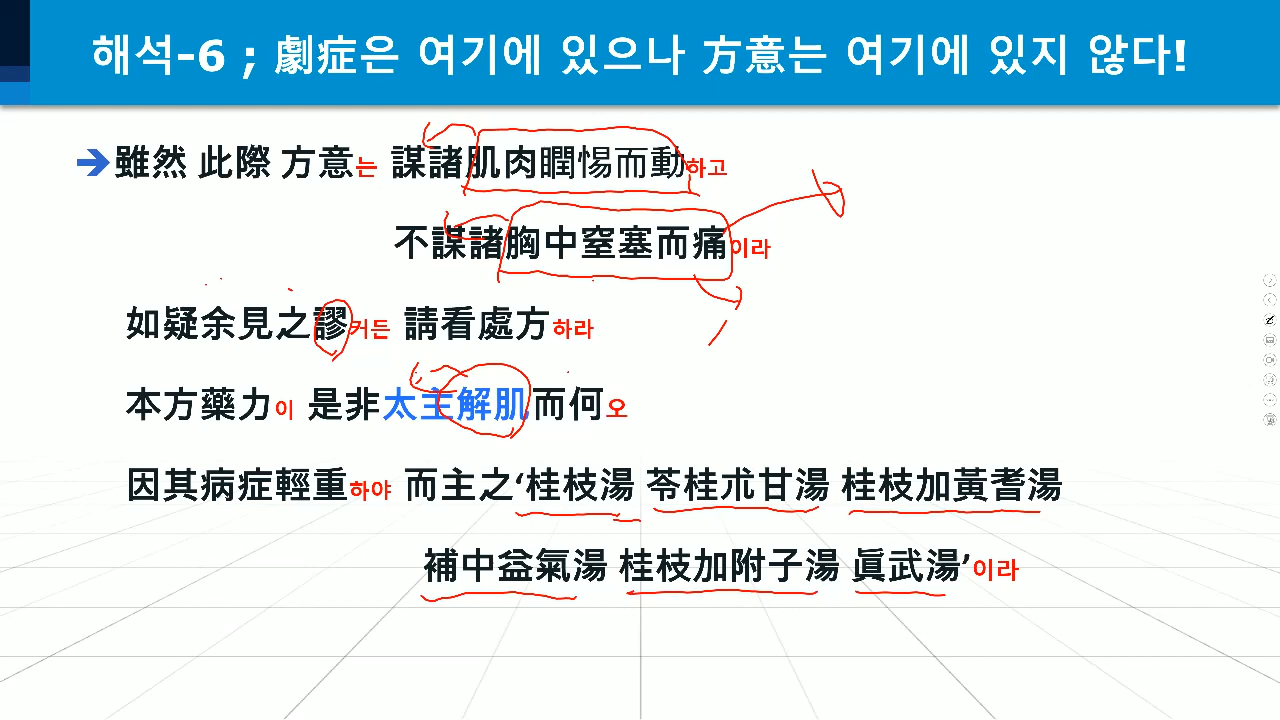 해석-6 ; 劇症은 여기에 있으나 方意는 여기에 있지 않다!
➔雖然 此際 方意는 謀諸肌肉瞤惕而動하고
不謀諸胸中窒塞而痛이라
如疑余見之謬커든 請看處方하라
本方藥力이 是非太主解肌而何오
因其病症輕重하야 而主之‘桂枝湯 苓桂朮甘湯 桂枝加黃耆湯
補中益氣湯 桂枝加附子湯 眞武湯’이라